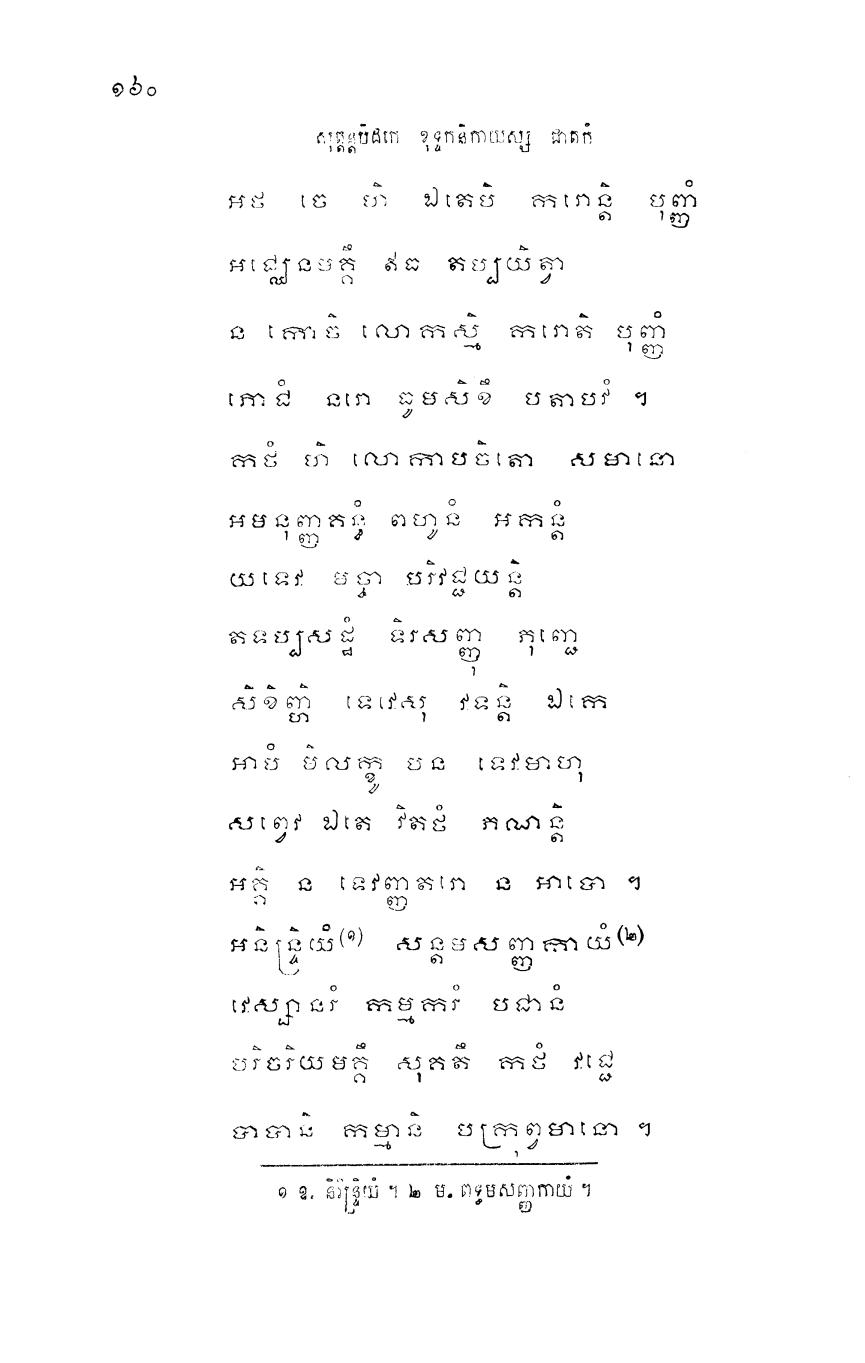 ១៦០
សុត្តន្តបិដកេ ខុទ្ទកនិកាយស្ស ជាតកំ
អថ ចេ ហិ ឯតេបិ ករោន្តិ បុញ្ញំ
អជ្ឈេនមគ្គឹ ឥធ តប្បយិត្វា
ន កោចិ លោកស្មិ ករោតិ បុញ្ញំ
កោជំ នរោ ធូមសិខឹ បតាបវំ ។
កថំ ហិ លោកាបចិតោ សមានោ
អមនុញ្ញគន្ធំ ពហូនំ អកន្តំ
យទេវ មច្ឆា បរិវជ្ជយន្តិ
តទប្បសដ្ឋំ ទិរសញ្ញុ ភុញ្ជេ
សិខិញ្ហិ ទេវេសុ វទន្តិ ឯកេ
អាបំ មិលក្ខូ បន ទេវមាហុ
សព្វេវ ឯតេ វិតថំ ភណន្តិ
អគ្គិ ន ទេវញ្ញតរោ ន អាបោ ។
អនិន្ទ្រិយំ(១) សន្តមសញ្ញកាយំ(២)
វេស្សានរំ កម្មករំ បជានំ
បរិចរិយមគ្គឹ សុគតឹ កថំ វជ្ជេ
បាបានិ កម្មានិ បក្រុព្វមានោ ។
១ ឧ. និរិន្ទ្រិយំ ។ ២ ម. ពទ្ធមសញ្ញកាយំ ។